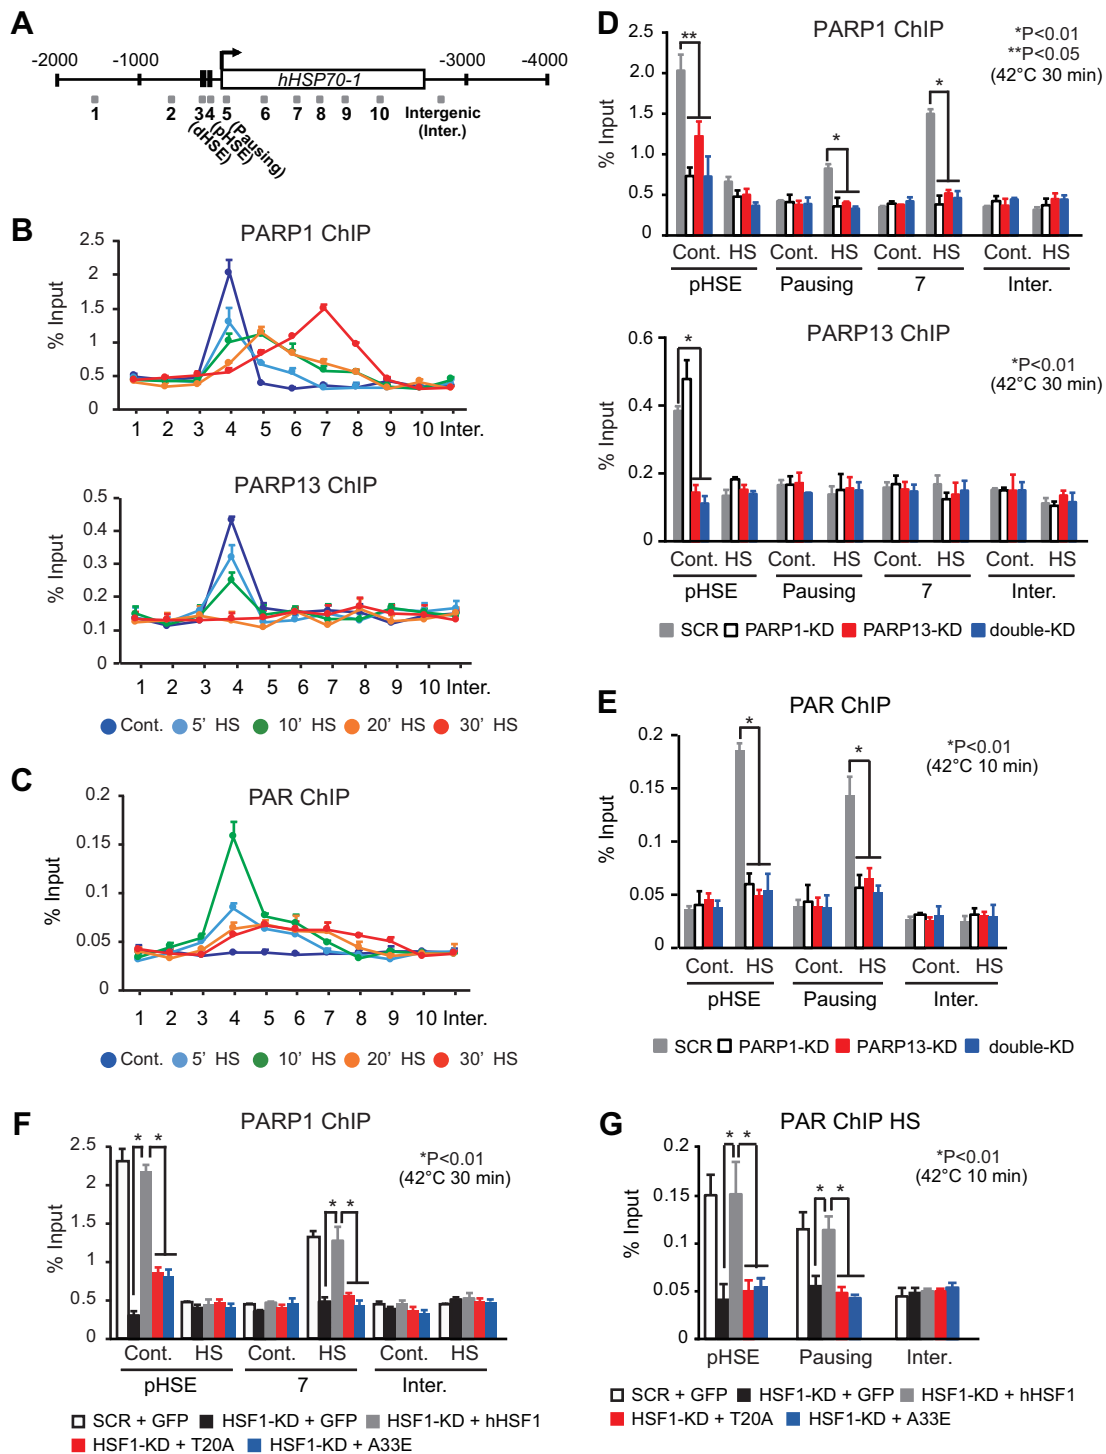 A
-2000
-1000
hHSP70-1
-3000
-4000
1
2
3
4
5
6
7
8
9
10
Intergenic
(Inter.)
(dHSE)
(pHSE)
(Pausing)
B
PARP1 ChIP
% Input
2.5
2
1.5
1
0.5
0
1 2 3 4 5 6 7 8 9 10 Inter.
PARP13 ChIP
% Input
0.5
0.4
0.3
0.2
0.1
0
1 2 3 4 5 6 7 8 9 10 Inter.
Cont. 5' HS 10' HS 20' HS 30' HS
C
PAR ChIP
% Input
0.2
0.15
0.1
0.05
0
1 2 3 4 5 6 7 8 9 10 Inter.
Cont. 5' HS 10' HS 20' HS 30' HS
D
PARP1 ChIP
*P<0.01
**P<0.05
(42°C 30 min)
% Input
2.5
2.0
1.5
1.0
0.5
0
**
*
*
Cont. HS Cont. HS Cont. HS Cont. HS
pHSE Pausing 7 Inter.
PARP13 ChIP
*P<0.01
(42°C 30 min)
% Input
0.6
0.4
0.2
0
*
Cont. HS Cont. HS Cont. HS Cont. HS
pHSE Pausing 7 Inter.
SCR PARP1-KD PARP13-KD double-KD
E
PAR ChIP
*P<0.01
(42°C 10 min)
% Input
0.2
0.15
0.1
0.05
0
*
*
Cont. HS Cont. HS Cont. HS
pHSE Pausing Inter.
SCR PARP1-KD PARP13-KD double-KD
F
PARP1 ChIP
*P<0.01
(42°C 30 min)
% Input
2.5
2
1.5
1
0.5
0
* *
* *
Cont. HS Cont. HS Cont. HS
pHSE 7 Inter.
SCR + GFP HSF1-KD + GFP HSF1-KD + hHSF1
HSF1-KD + T20A HSF1-KD + A33E
G
PAR ChIP HS
*P<0.01
(42°C 10 min)
% Input
0.2
0.15
0.1
0.05
0
* *
* *
pHSE Pausing Inter.
SCR + GFP HSF1-KD + GFP HSF1-KD + hHSF1
HSF1-KD + T20A HSF1-KD + A33E